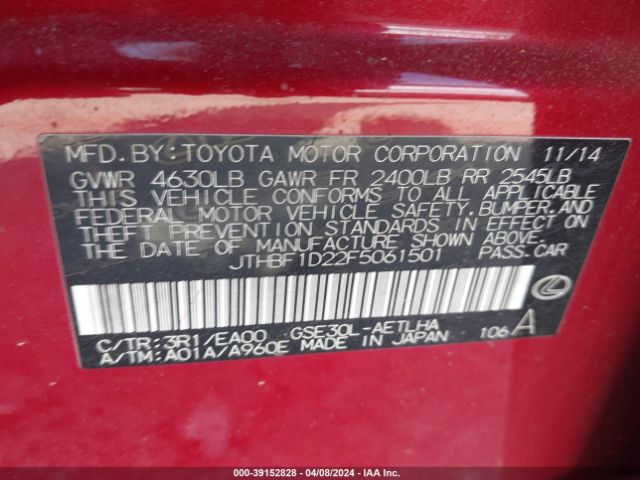 MFD. BY: TOYOTA MOTOR CORPORATION 11/14
GVWR 4630LB GAWR FR 2400LB RR 2545LB
THIS VEHICLE CONFORMS TO ALL APPLICABLE
FEDERAL MOTOR VEHICLE SAFETY, BUMPER, AND
THEFT PREVENTION STANDARDS IN EFFECT ON
THE DATE OF MANUFACTURE SHOWN ABOVE.
JTHBF1D22F5061501 PASS.CAR
C/TR: 3R1/EA00 GSE30L-AETLHA
A/TM: A01A/A960E MADE IN JAPAN 106 A
000-39152828 - 04/08/2024 - IAAI.com